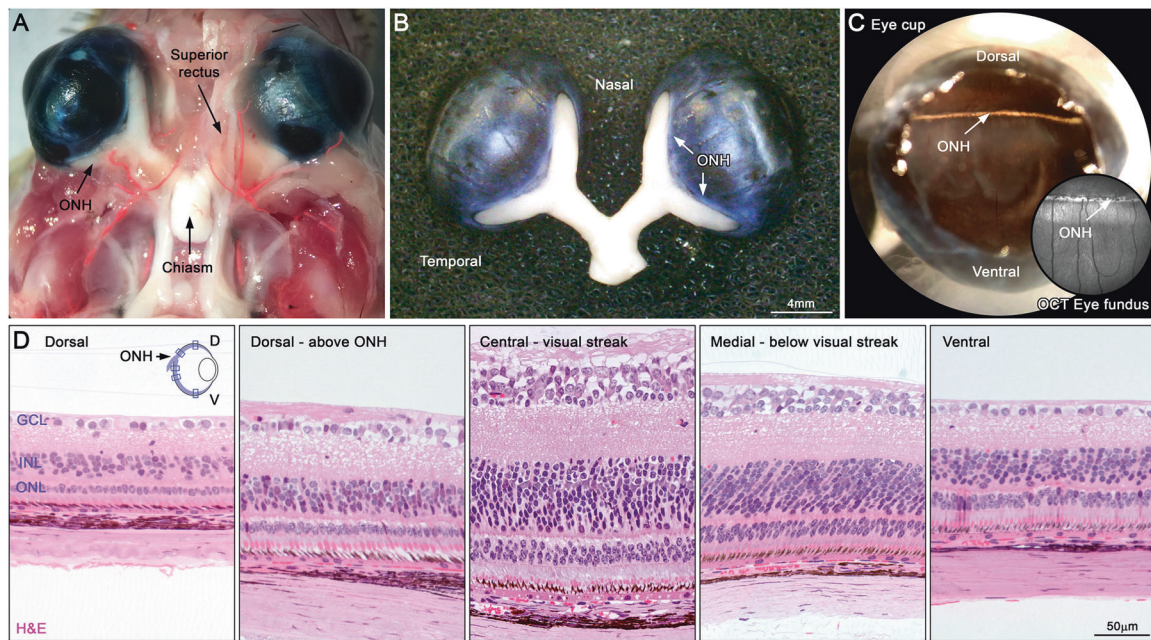 A
Superior
rectus
ONH
Chiasm
B
Nasal
ONH
Temporal
4mm
C Eye cup
Dorsal
ONH
ONH
Ventral
OCT Eye fundus
D Dorsal
ONH
D
V
GCL
INL
ONL
H&E
Dorsal - above ONH
Central - visual streak
Medial - below visual streak
Ventral
50µm